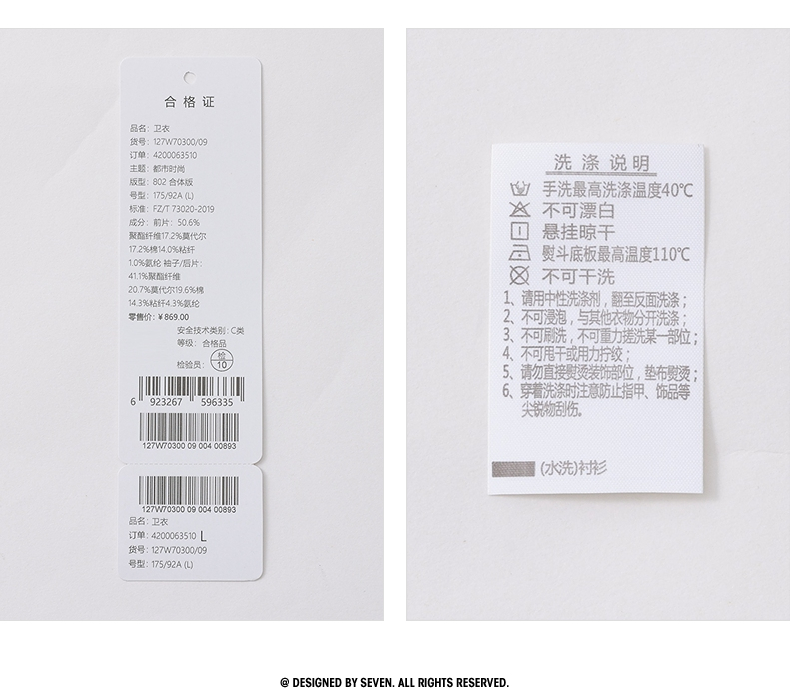 合格证
品名：卫衣
货号：127W70300/09
订单：4200063510
主题：都市时尚
版型：802 合体版
号型：175/92A (L)
标准：FZ/T 73020-2019
成分：前片：50.6%
聚酯纤维17.2%莫代尔
17.2%棉14.0%粘纤
1.0%氨纶 袖子/后片：
41.1%聚酯纤维
20.7%莫代尔19.6%棉
14.3%粘纤4.3%氨纶
零售价：¥869.00
安全技术类别：C类
等级：合格品
检验员：检10
6 923267 596335
127W70300 09 004 00893
127W70300 09 004 00893
品名：卫衣
订单：4200063510 L
货号：127W70300/09
号型：175/92A (L)
洗涤说明
手洗最高洗涤温度40℃
不可漂白
悬挂晾干
熨斗底板最高温度110℃
不可干洗
1、请用中性洗涤剂，翻至反面洗涤；
2、不可浸泡，与其他衣物分开洗涤；
3、不可刷洗，不可重力搓洗某一部位；
4、不可甩干或用力拧绞；
5、请勿直接熨烫装饰部位，垫布熨烫；
6、穿着洗涤时注意防止指甲、饰品等
尖锐物刮伤。
(水洗)衬衫
@ DESIGNED BY SEVEN. ALL RIGHTS RESERVED.